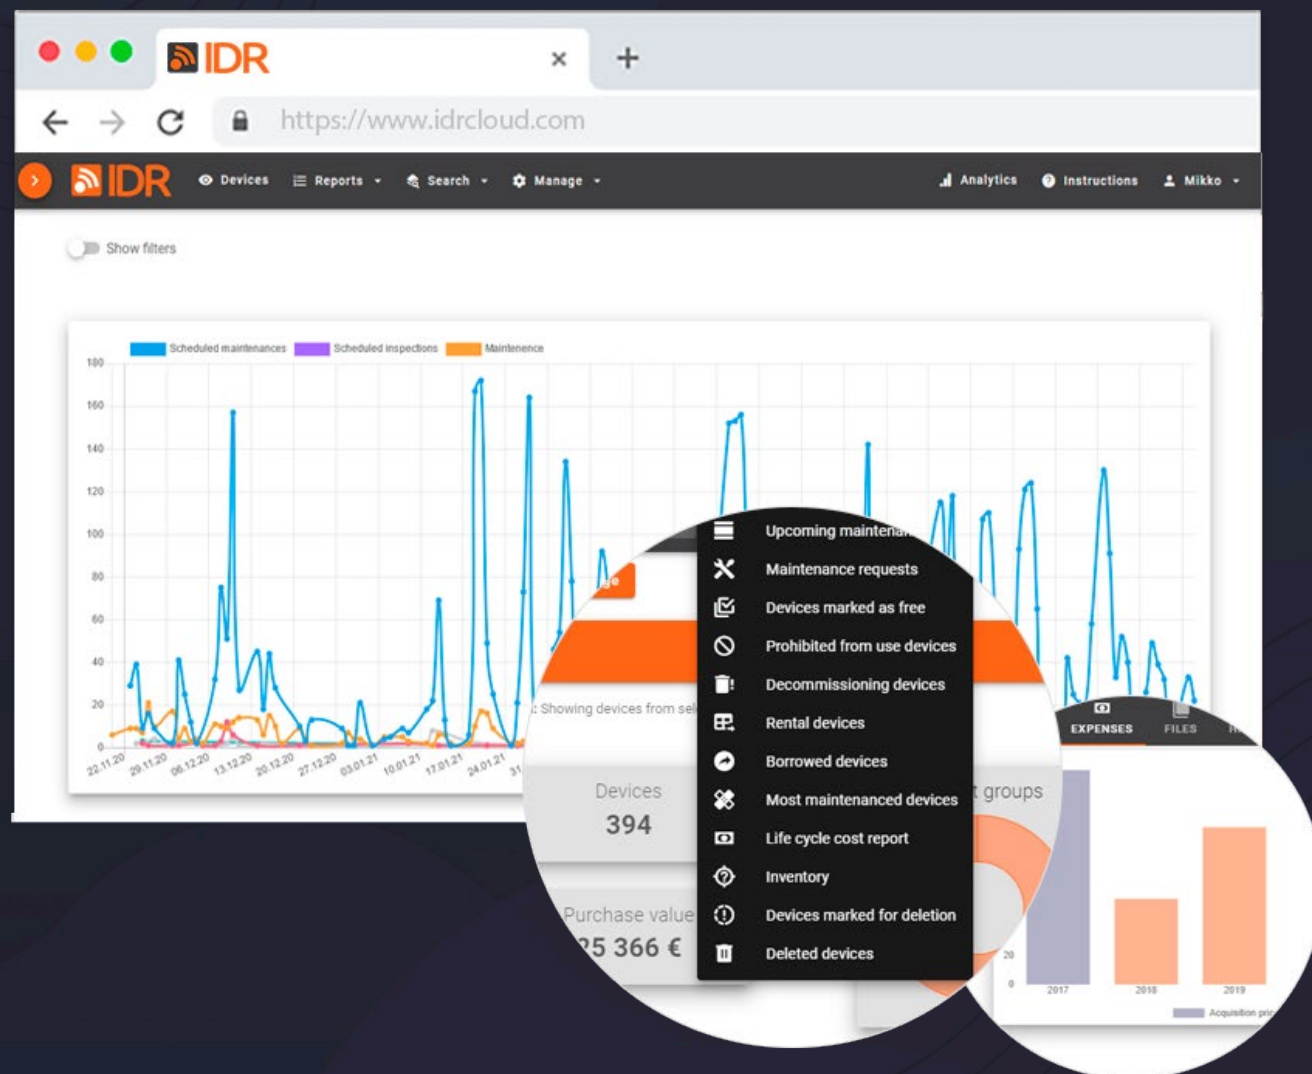 IDR
https://www.idrcloud.com
IDR Devices Reports Search Manage Analytics Instructions Mikko
Show filters
Scheduled maintenances Scheduled inspections Maintenence
180
160
140
120
100
80
60
40
20
0
22.11.20 29.11.20 06.12.20 13.12.20 20.12.20 27.12.20 03.01.21 10.01.21 17.01.21 24.01.21
Upcoming
Maintenance requests
Devices marked as free
Prohibited from use devices
Decommissioning devices
Rental devices
Borrowed devices
Most maintenanced devices
Life cycle cost report
Inventory
Devices marked for deletion
Deleted devices
Showing devices from
Devices
394
Purchase value
25 366 €
groups
EXPENSES FILES
20
0
2017 2018 2019
Acquisition